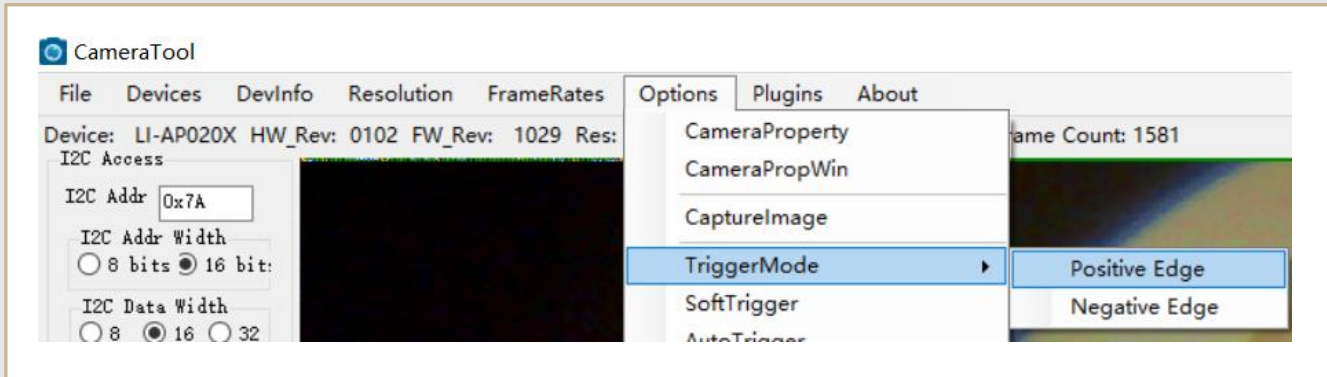 CameraTool
File Devices DevInfo Resolution FrameRates Options Plugins About
Device: LI-AP020X HW_Rev: 0102 FW_Rev: 1029 Res: ame Count: 1581
I2C Access
I2C Addr 0x7A
I2C Addr Width
8 bits 16 bit:
I2C Data Width
8 16 32
CameraProperty
CameraPropWin
CaptureImage
TriggerMode
Positive Edge
Negative Edge
SoftTrigger
AutoTrigger